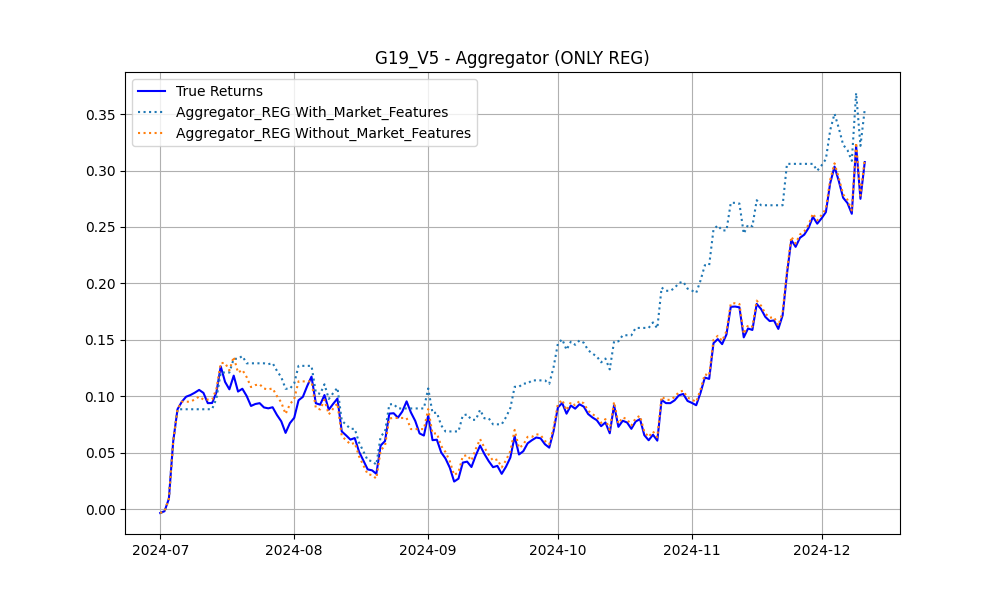 G19_V5 - Aggregator (ONLY REG)
True Returns
Aggregator_REG With_Market_Features
Aggregator_REG Without_Market_Features
0.35
0.30
0.25
0.20
0.15
0.10
0.05
0.00
2024-07 2024-08 2024-09 2024-10 2024-11 2024-12